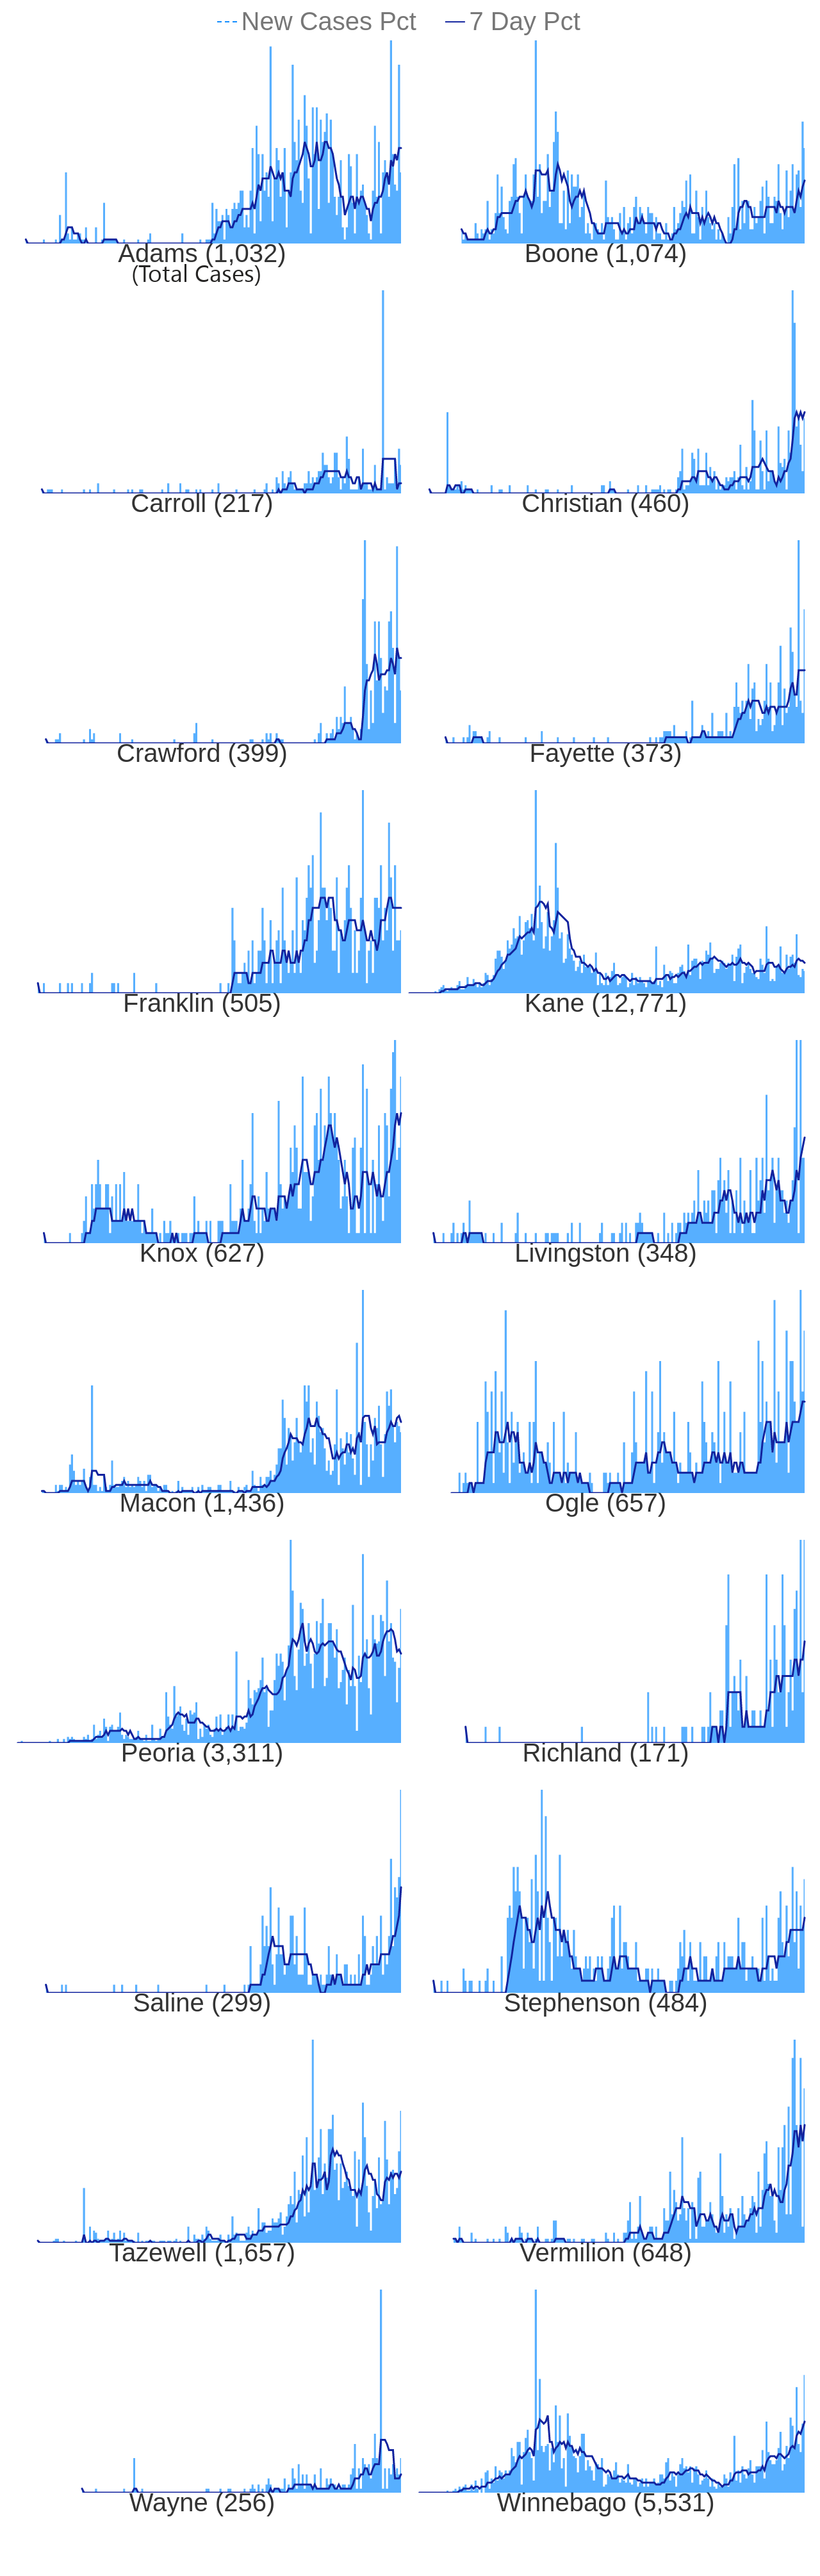 New Cases Pct 7 Day Pct
Adams (1,032) Boone (1,074)
(Total Cases)
Carroll (217) Christian (460)
Crawford (399) Fayette (373)
Franklin (505) Kane (12,771)
Knox (627) Livingston (348)
Macon (1,436) Ogle (657)
Peoria (3,311) Richland (171)
Saline (299) Stephenson (484)
Tazewell (1,657) Vermilion (648)
Wayne (256) Winnebago (5,531)